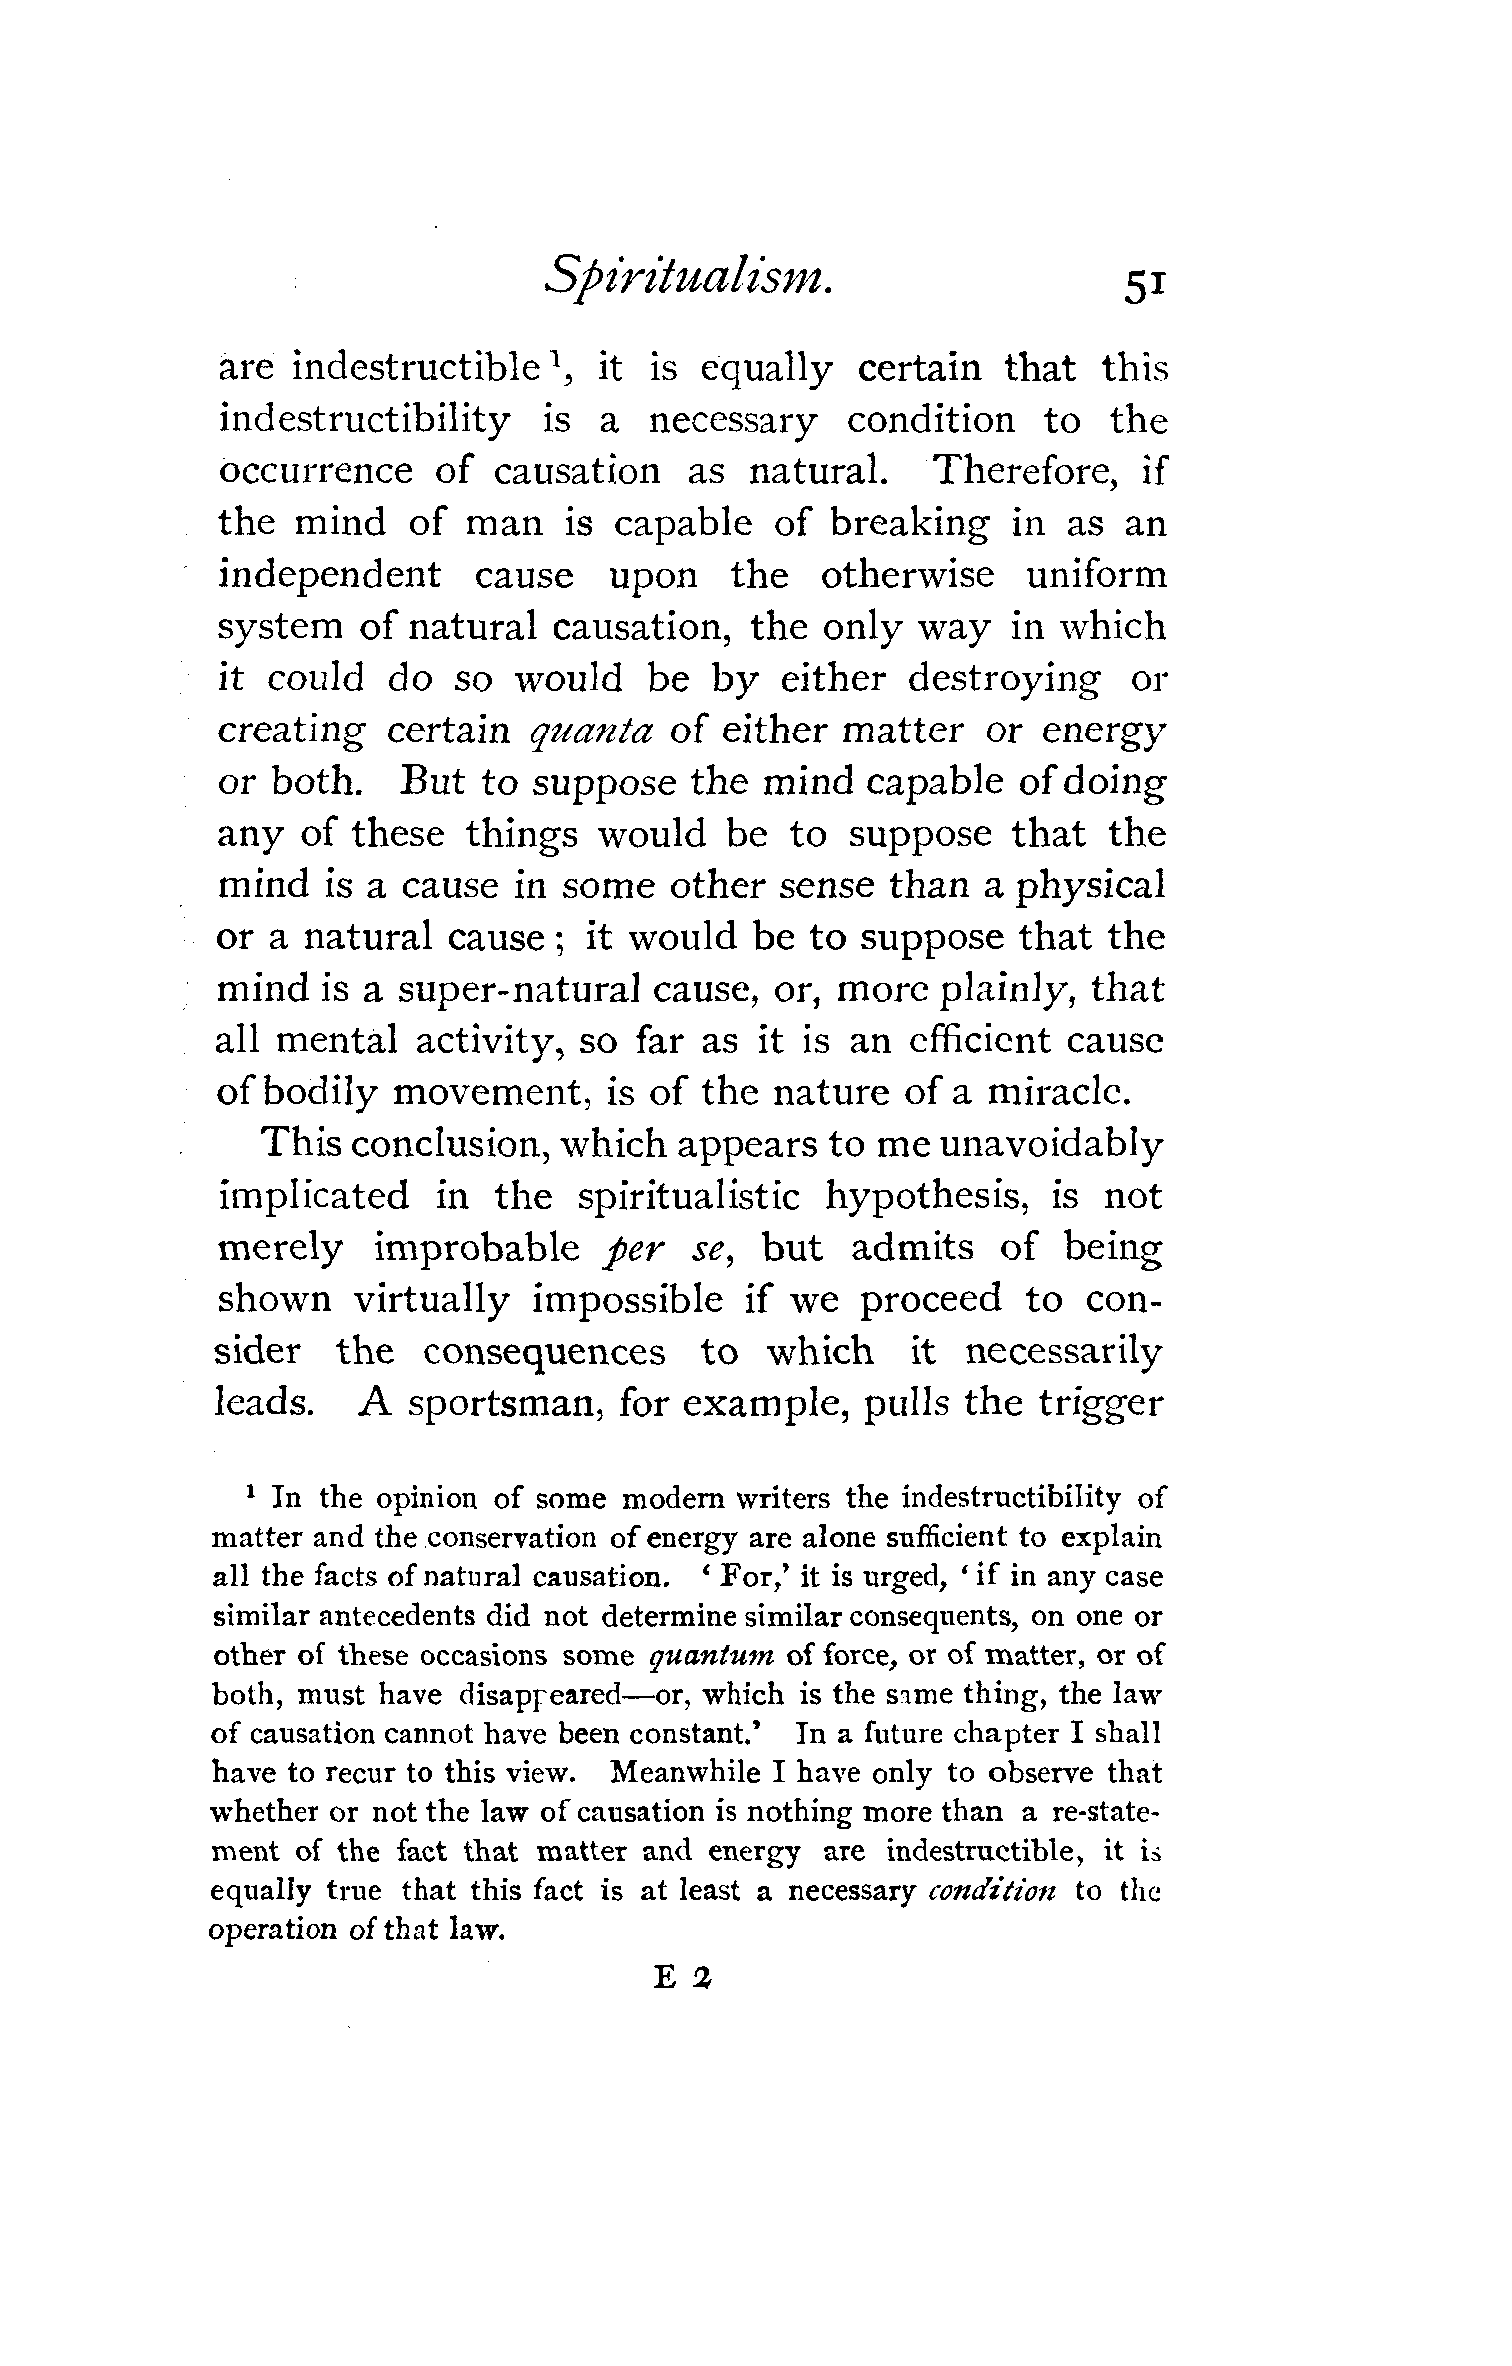 Spiritualism. 51
are indestructible ¹, it is equally certain that this
indestructibility is a necessary condition to the
occurrence of causation as natural. Therefore, if
the mind of man is capable of breaking in as an
independent cause upon the otherwise uniform
system of natural causation, the only way in which
it could do so would be by either destroying or
creating certain quanta of either matter or energy
or both. But to suppose the mind capable of doing
any of these things would be to suppose that the
mind is a cause in some other sense than a physical
or a natural cause ; it would be to suppose that the
mind is a super-natural cause, or, more plainly, that
all mental activity, so far as it is an efficient cause
of bodily movement, is of the nature of a miracle.
This conclusion, which appears to me unavoidably
implicated in the spiritualistic hypothesis, is not
merely improbable per se, but admits of being
shown virtually impossible if we proceed to con-
sider the consequences to which it necessarily
leads. A sportsman, for example, pulls the trigger
¹ In the opinion of some modern writers the indestructibility of
matter and the conservation of energy are alone sufficient to explain
all the facts of natural causation. ‘ For,’ it is urged, ‘ if in any case
similar antecedents did not determine similar consequents, on one or
other of these occasions some quantum of force, or of matter, or of
both, must have disappeared—or, which is the same thing, the law
of causation cannot have been constant.’ In a future chapter I shall
have to recur to this view. Meanwhile I have only to observe that
whether or not the law of causation is nothing more than a re-state-
ment of the fact that matter and energy are indestructible, it is
equally true that this fact is at least a necessary condition to the
operation of that law.
E 2